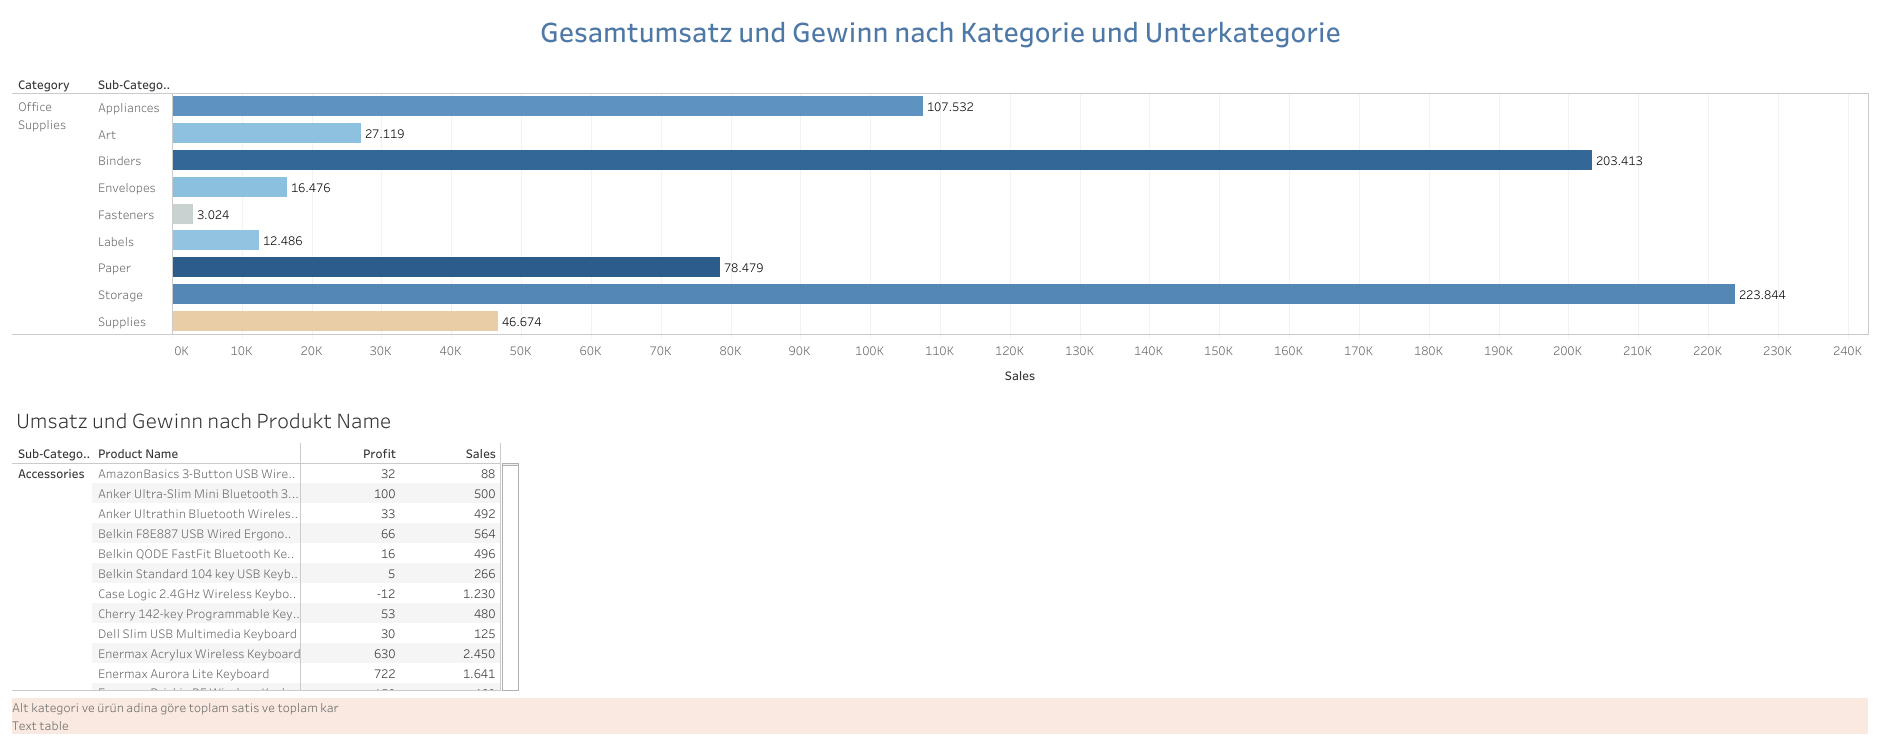 Gesamtumsatz und Gewinn nach Kategorie und Unterkategorie
Category Sub-Catego..
Office Supplies Appliances 107.532
Art 27.119
Binders 203.413
Envelopes 16.476
Fasteners 3.024
Labels 12.486
Paper 78.479
Storage 223.844
Supplies 46.674
0K 10K 20K 30K 40K 50K 60K 70K 80K 90K 100K 110K 120K 130K 140K 150K 160K 170K 180K 190K 200K 210K 220K 230K 240K
Sales
Umsatz und Gewinn nach Produkt Name
Sub-Catego.. Product Name Profit Sales
Accessories AmazonBasics 3-Button USB Wire.. 32 88
Anker Ultra-Slim Mini Bluetooth 3... 100 500
Anker Ultrathin Bluetooth Wireles.. 33 492
Belkin F8E887 USB Wired Ergono.. 66 564
Belkin QODE FastFit Bluetooth Ke.. 16 496
Belkin Standard 104 key USB Keyb.. 5 266
Case Logic 2.4GHz Wireless Keybo.. -12 1.230
Cherry 142-key Programmable Key.. 53 480
Dell Slim USB Multimedia Keyboard 30 125
Enermax Acrylux Wireless Keyboard 630 2.450
Enermax Aurora Lite Keyboard 722 1.641
Alt kategori ve ürün adina göre toplam satis ve toplam kar
Text table